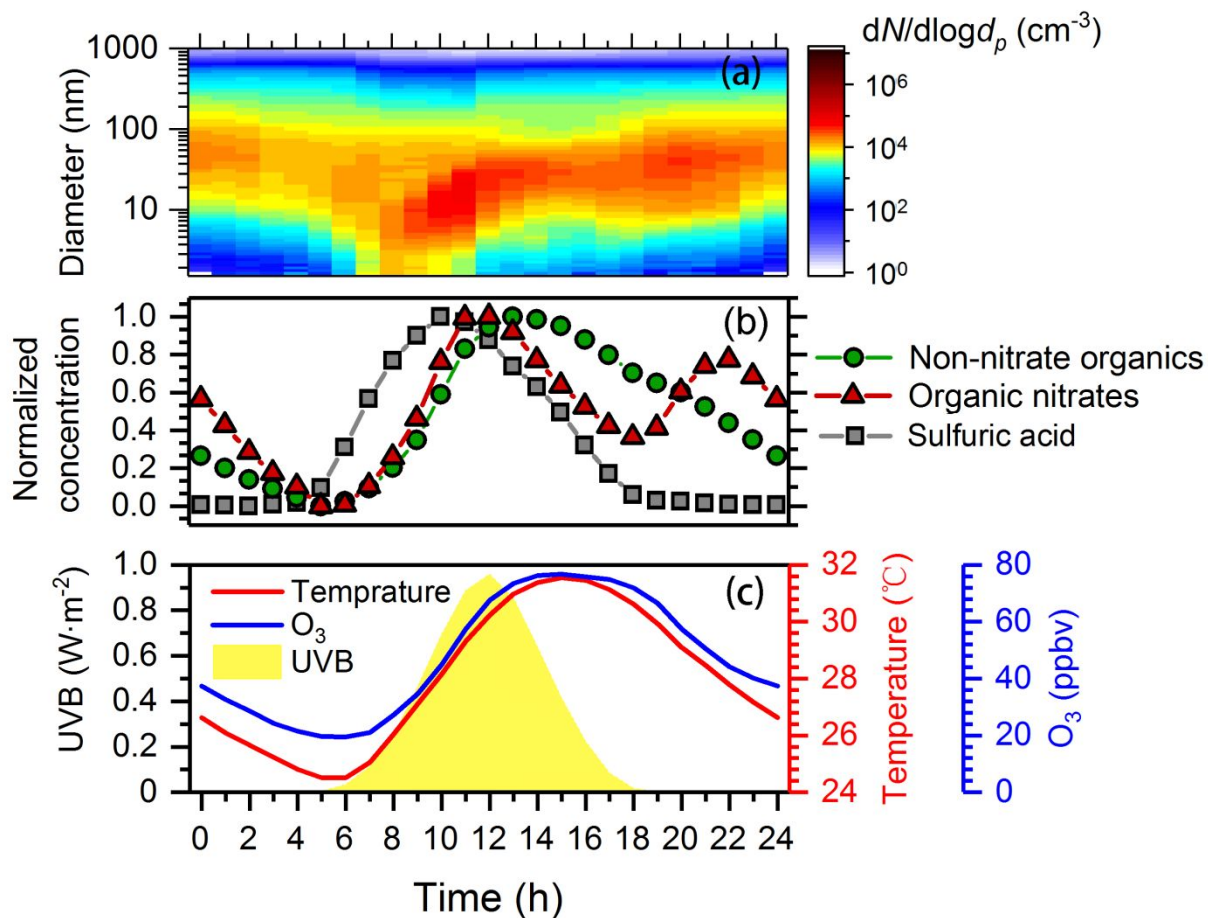 dN/dlogdₚ (cm⁻³)
(a)
Diameter (nm)
1000
100
10
10⁶
10⁴
10²
10⁰
(b)
Normalized
concentration
1.0
0.8
0.6
0.4
0.2
0.0
Non-nitrate organics
Organic nitrates
Sulfuric acid
(c)
UVB (W·m⁻²)
1.0
0.8
0.6
0.4
0.2
0
Temprature
O₃
UVB
32
30
28
26
24
Temperature (℃)
80
60
40
20
0
O₃ (ppbv)
0 2 4 6 8 10 12 14 16 18 20 22 24
Time (h)